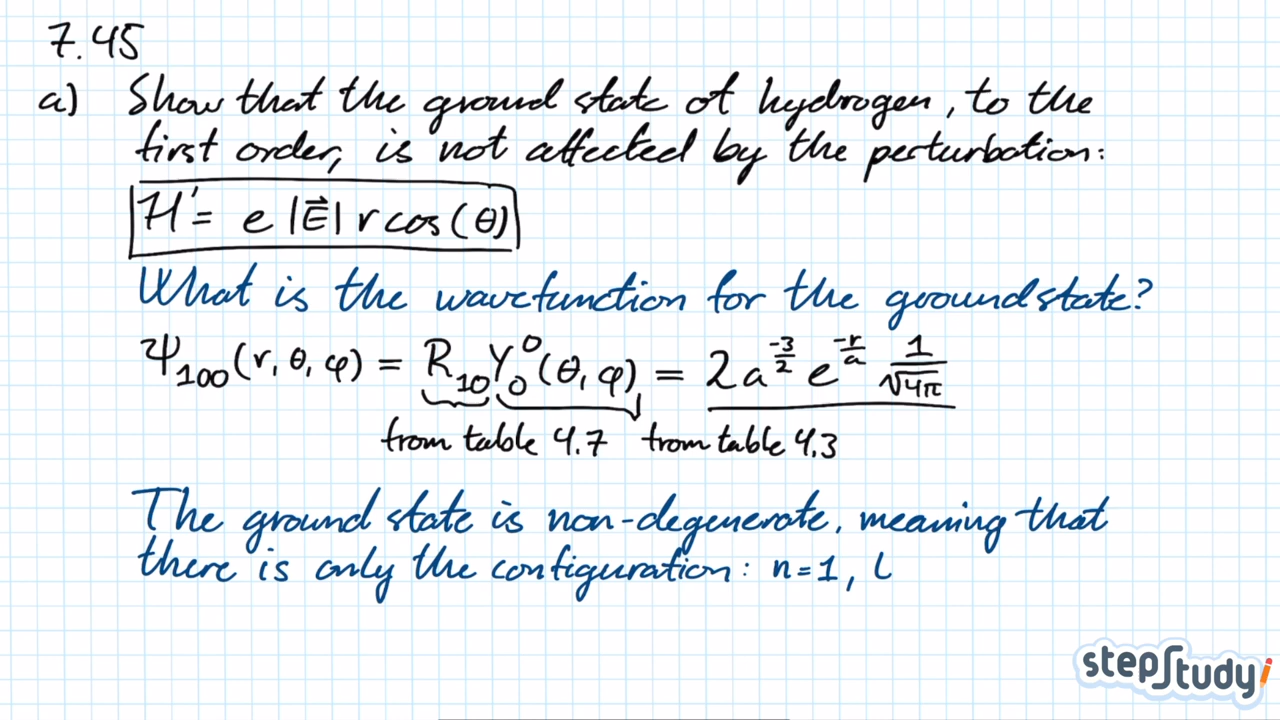 7.45
a) Show that the ground state of hydrogen, to the
first order, is not affected by the perturbation:
H' = e |E⃗| r cos(θ)
What is the wavefunction for the groundstate?
Ψ₁₀₀(r, θ, φ) = R₁₀Y₀⁰(θ, φ) = 2a^(-3/2) e^(-r/a) 1/√4π
from table 4.7 from table 4.3
The ground state is non-degenerate, meaning that
there is only the configuration: n=1, l
stepStudy